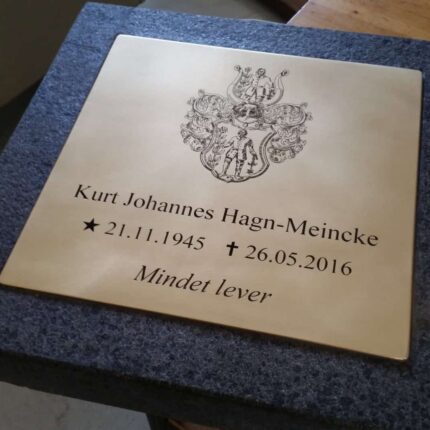 Kurt Johannes Hagn-Meincke
★ 21.11.1945 ✝ 26.05.2016
Mindet lever